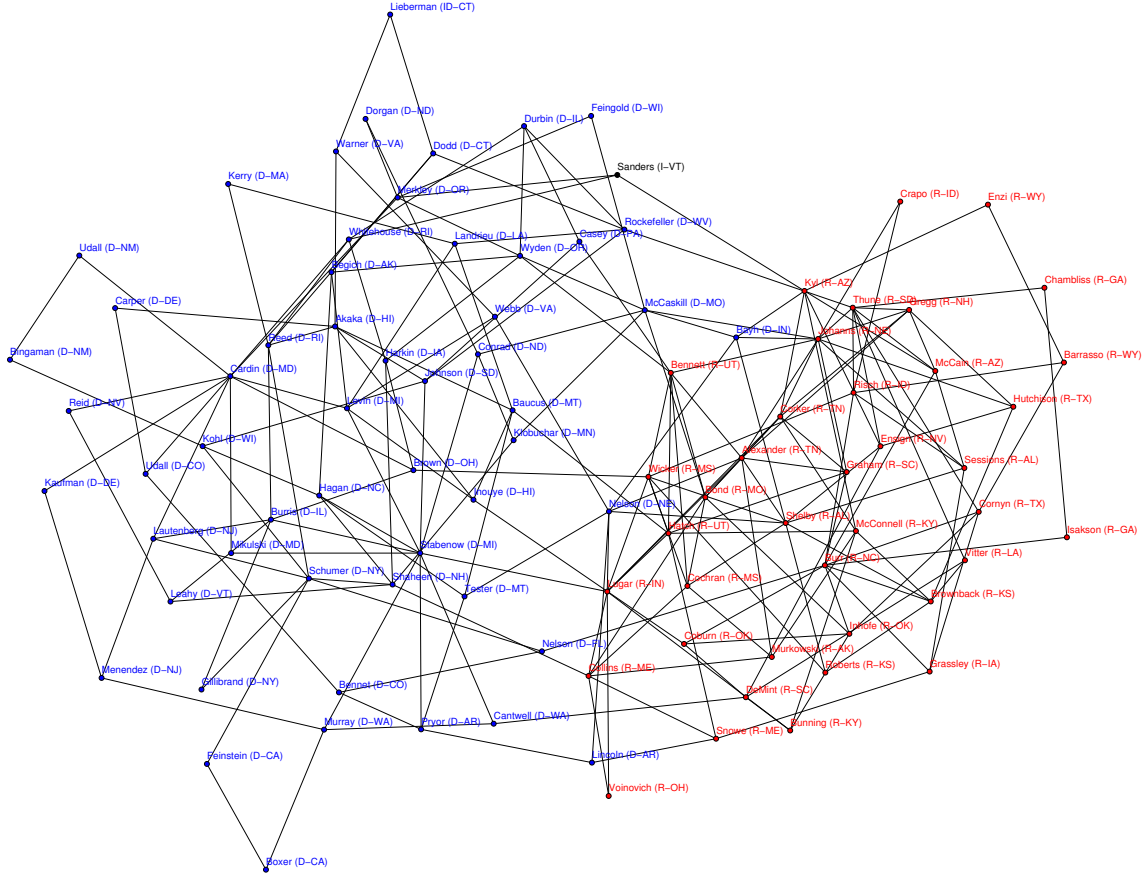 Lieberman (ID−CT)
Dorgan (D−ND)
Feingold (D−WI)
Durbin (D−IL)
Warner (D−VA)
Dodd (D−CT)
Sanders (I−VT)
Kerry (D−MA)
Merkley (D−OR)
Crapo (R−ID)
Enzi (R−WY)
Rockefeller (D−WV)
Whitehouse (D−RI)
Landrieu (D−LA)
Casey (D−PA)
Udall (D−NM)
Wyden (D−OR)
Begich (D−AK)
Kyl (R−AZ)
Chambliss (R−GA)
Carper (D−DE)
McCaskill (D−MO)
Thune (R−SD)
Gregg (R−NH)
Webb (D−VA)
Akaka (D−HI)
Bayh (D−IN)
Johanns (R−NE)
Reed (D−RI)
Bingaman (D−NM)
Harkin (D−IA)
Conrad (D−ND)
Barrasso (R−WY)
Bennett (R−UT)
McCain (R−AZ)
Cardin (D−MD)
Johnson (D−SD)
Risch (R−ID)
Reid (D−NV)
Levin (D−MI)
Baucus (D−MT)
Hutchison (R−TX)
Corker (R−TN)
Kohl (D−WI)
Klobuchar (D−MN)
Ensign (R−NV)
Alexander (R−TN)
Udall (D−CO)
Brown (D−OH)
Wicker (R−MS)
Graham (R−SC)
Sessions (R−AL)
Kaufman (D−DE)
Hagan (D−NC)
Inouye (D−HI)
Bond (R−MO)
Nelson (D−NE)
Cornyn (R−TX)
Burris (D−IL)
Shelby (R−AL)
Lautenberg (D−NJ)
Hatch (R−UT)
McConnell (R−KY)
Isakson (R−GA)
Mikulski (D−MD)
Stabenow (D−MI)
Burr (R−NC)
Vitter (R−LA)
Schumer (D−NY)
Shaheen (D−NH)
Cochran (R−MS)
Lugar (R−IN)
Tester (D−MT)
Leahy (D−VT)
Brownback (R−KS)
Inhofe (R−OK)
Coburn (R−OK)
Nelson (D−FL)
Murkowski (R−AK)
Menendez (D−NJ)
Collins (R−ME)
Roberts (R−KS)
Grassley (R−IA)
Gillibrand (D−NY)
Bennet (D−CO)
DeMint (R−SC)
Murray (D−WA)
Pryor (D−AR)
Cantwell (D−WA)
Bunning (R−KY)
Snowe (R−ME)
Feinstein (D−CA)
Lincoln (D−AR)
Voinovich (R−OH)
Boxer (D−CA)